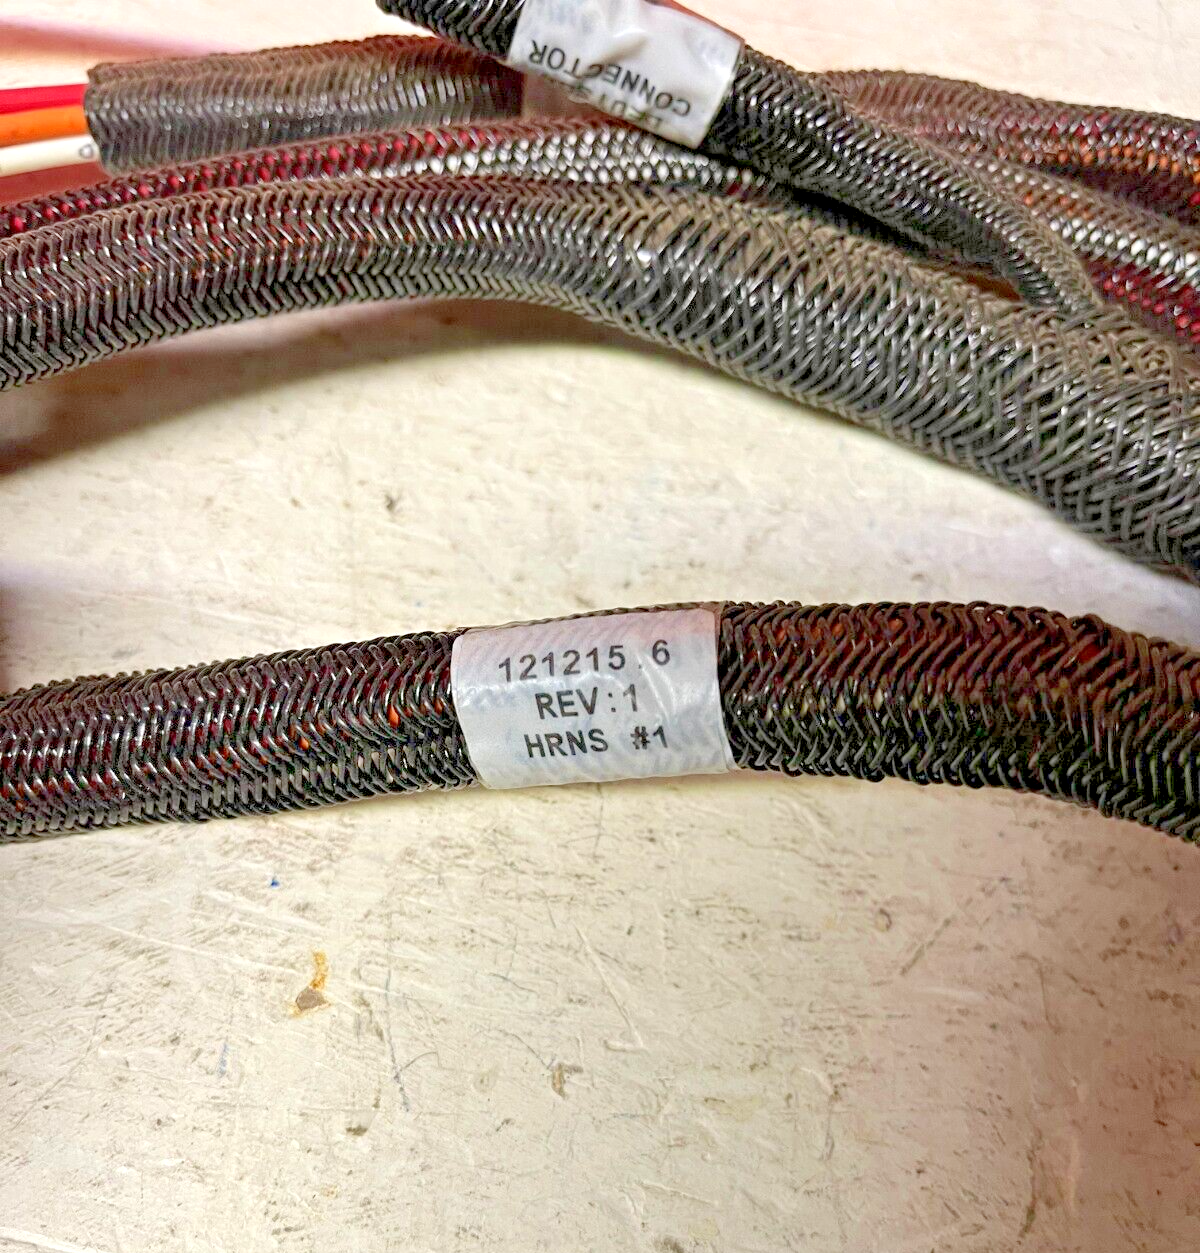 CONNECTOR
121215.6
REV:1
HRNS #1